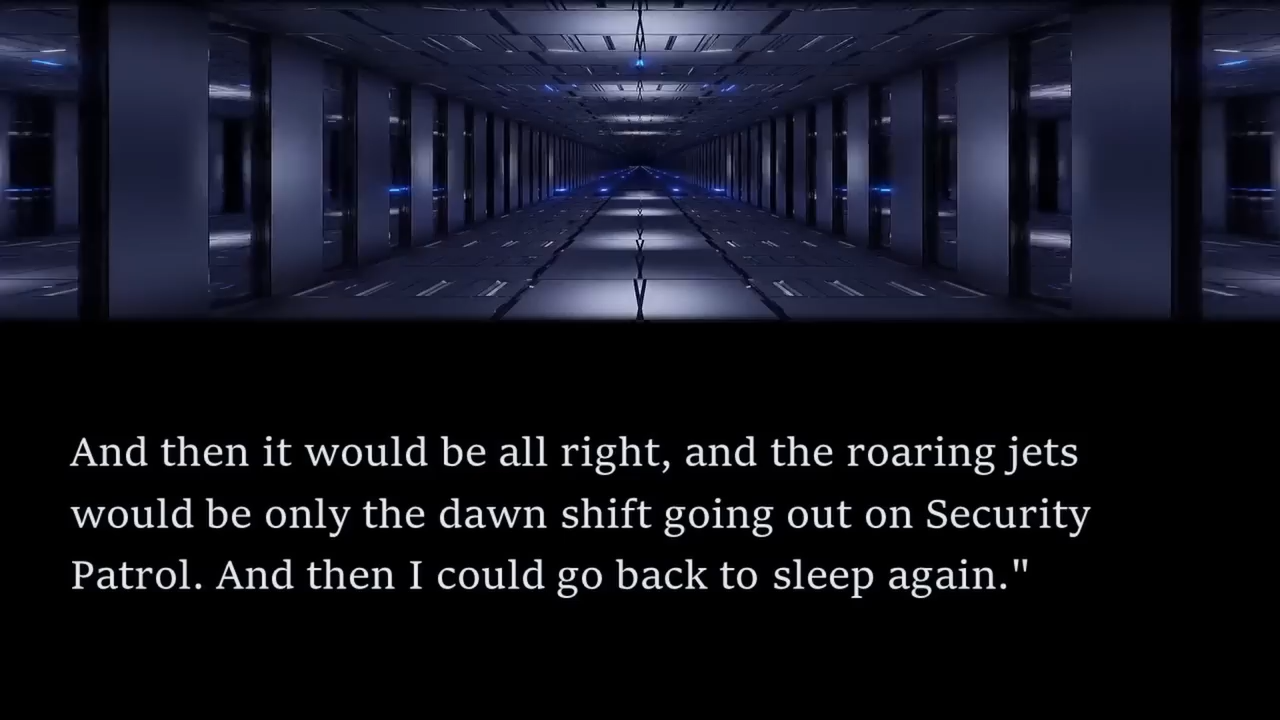 And then it would be all right, and the roaring jets
would be only the dawn shift going out on Security
Patrol. And then I could go back to sleep again."